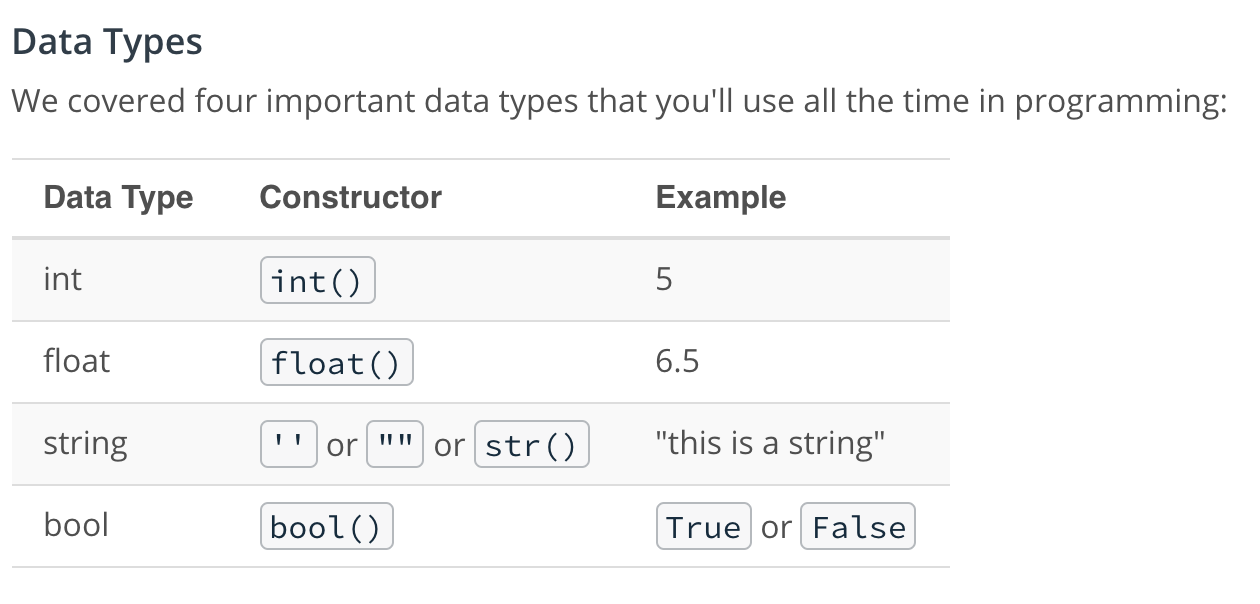 Data Types
We covered four important data types that you'll use all the time in programming:
Data Type Constructor Example
int int() 5
float float() 6.5
string '' or "" or str() "this is a string"
bool bool() True or False